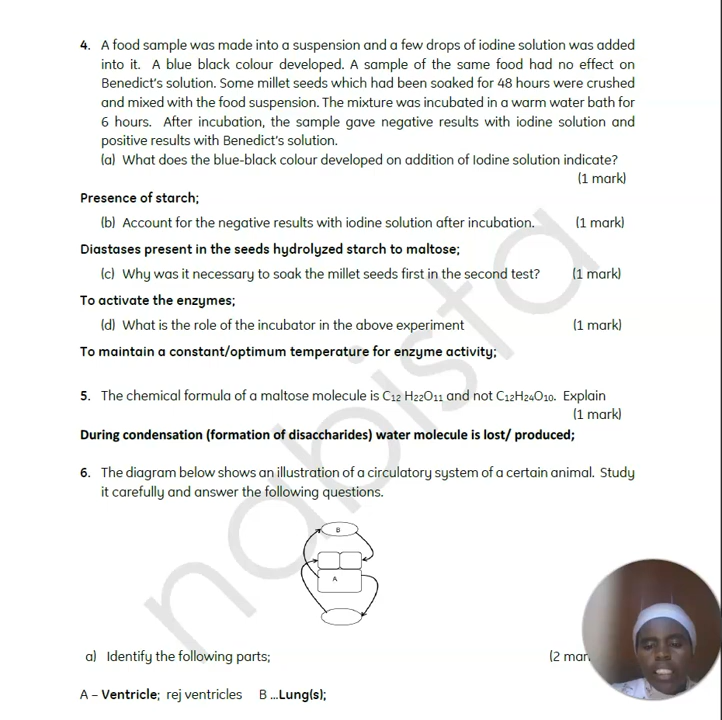 4. A food sample was made into a suspension and a few drops of iodine solution was added
into it. A blue black colour developed. A sample of the same food had no effect on
Benedict's solution. Some millet seeds which had been soaked for 48 hours were crushed
and mixed with the food suspension. The mixture was incubated in a warm water bath for
6 hours. After incubation, the sample gave negative results with iodine solution and
positive results with Benedict's solution.
(a) What does the blue-black colour developed on addition of Iodine solution indicate?
(1 mark)
Presence of starch;
(b) Account for the negative results with iodine solution after incubation. (1 mark)
Diastases present in the seeds hydrolyzed starch to maltose;
(c) Why was it necessary to soak the millet seeds first in the second test? (1 mark)
To activate the enzymes;
(d) What is the role of the incubator in the above experiment (1 mark)
To maintain a constant/optimum temperature for enzyme activity;
5. The chemical formula of a maltose molecule is C12 H22O11 and not C12H24O10. Explain
(1 mark)
During condensation (formation of disaccharides) water molecule is lost/ produced;
6. The diagram below shows an illustration of a circulatory system of a certain animal. Study
it carefully and answer the following questions.
B
A
a) Identify the following parts; (2 mar
A – Ventricle; rej ventricles B ...Lung(s);
nabista